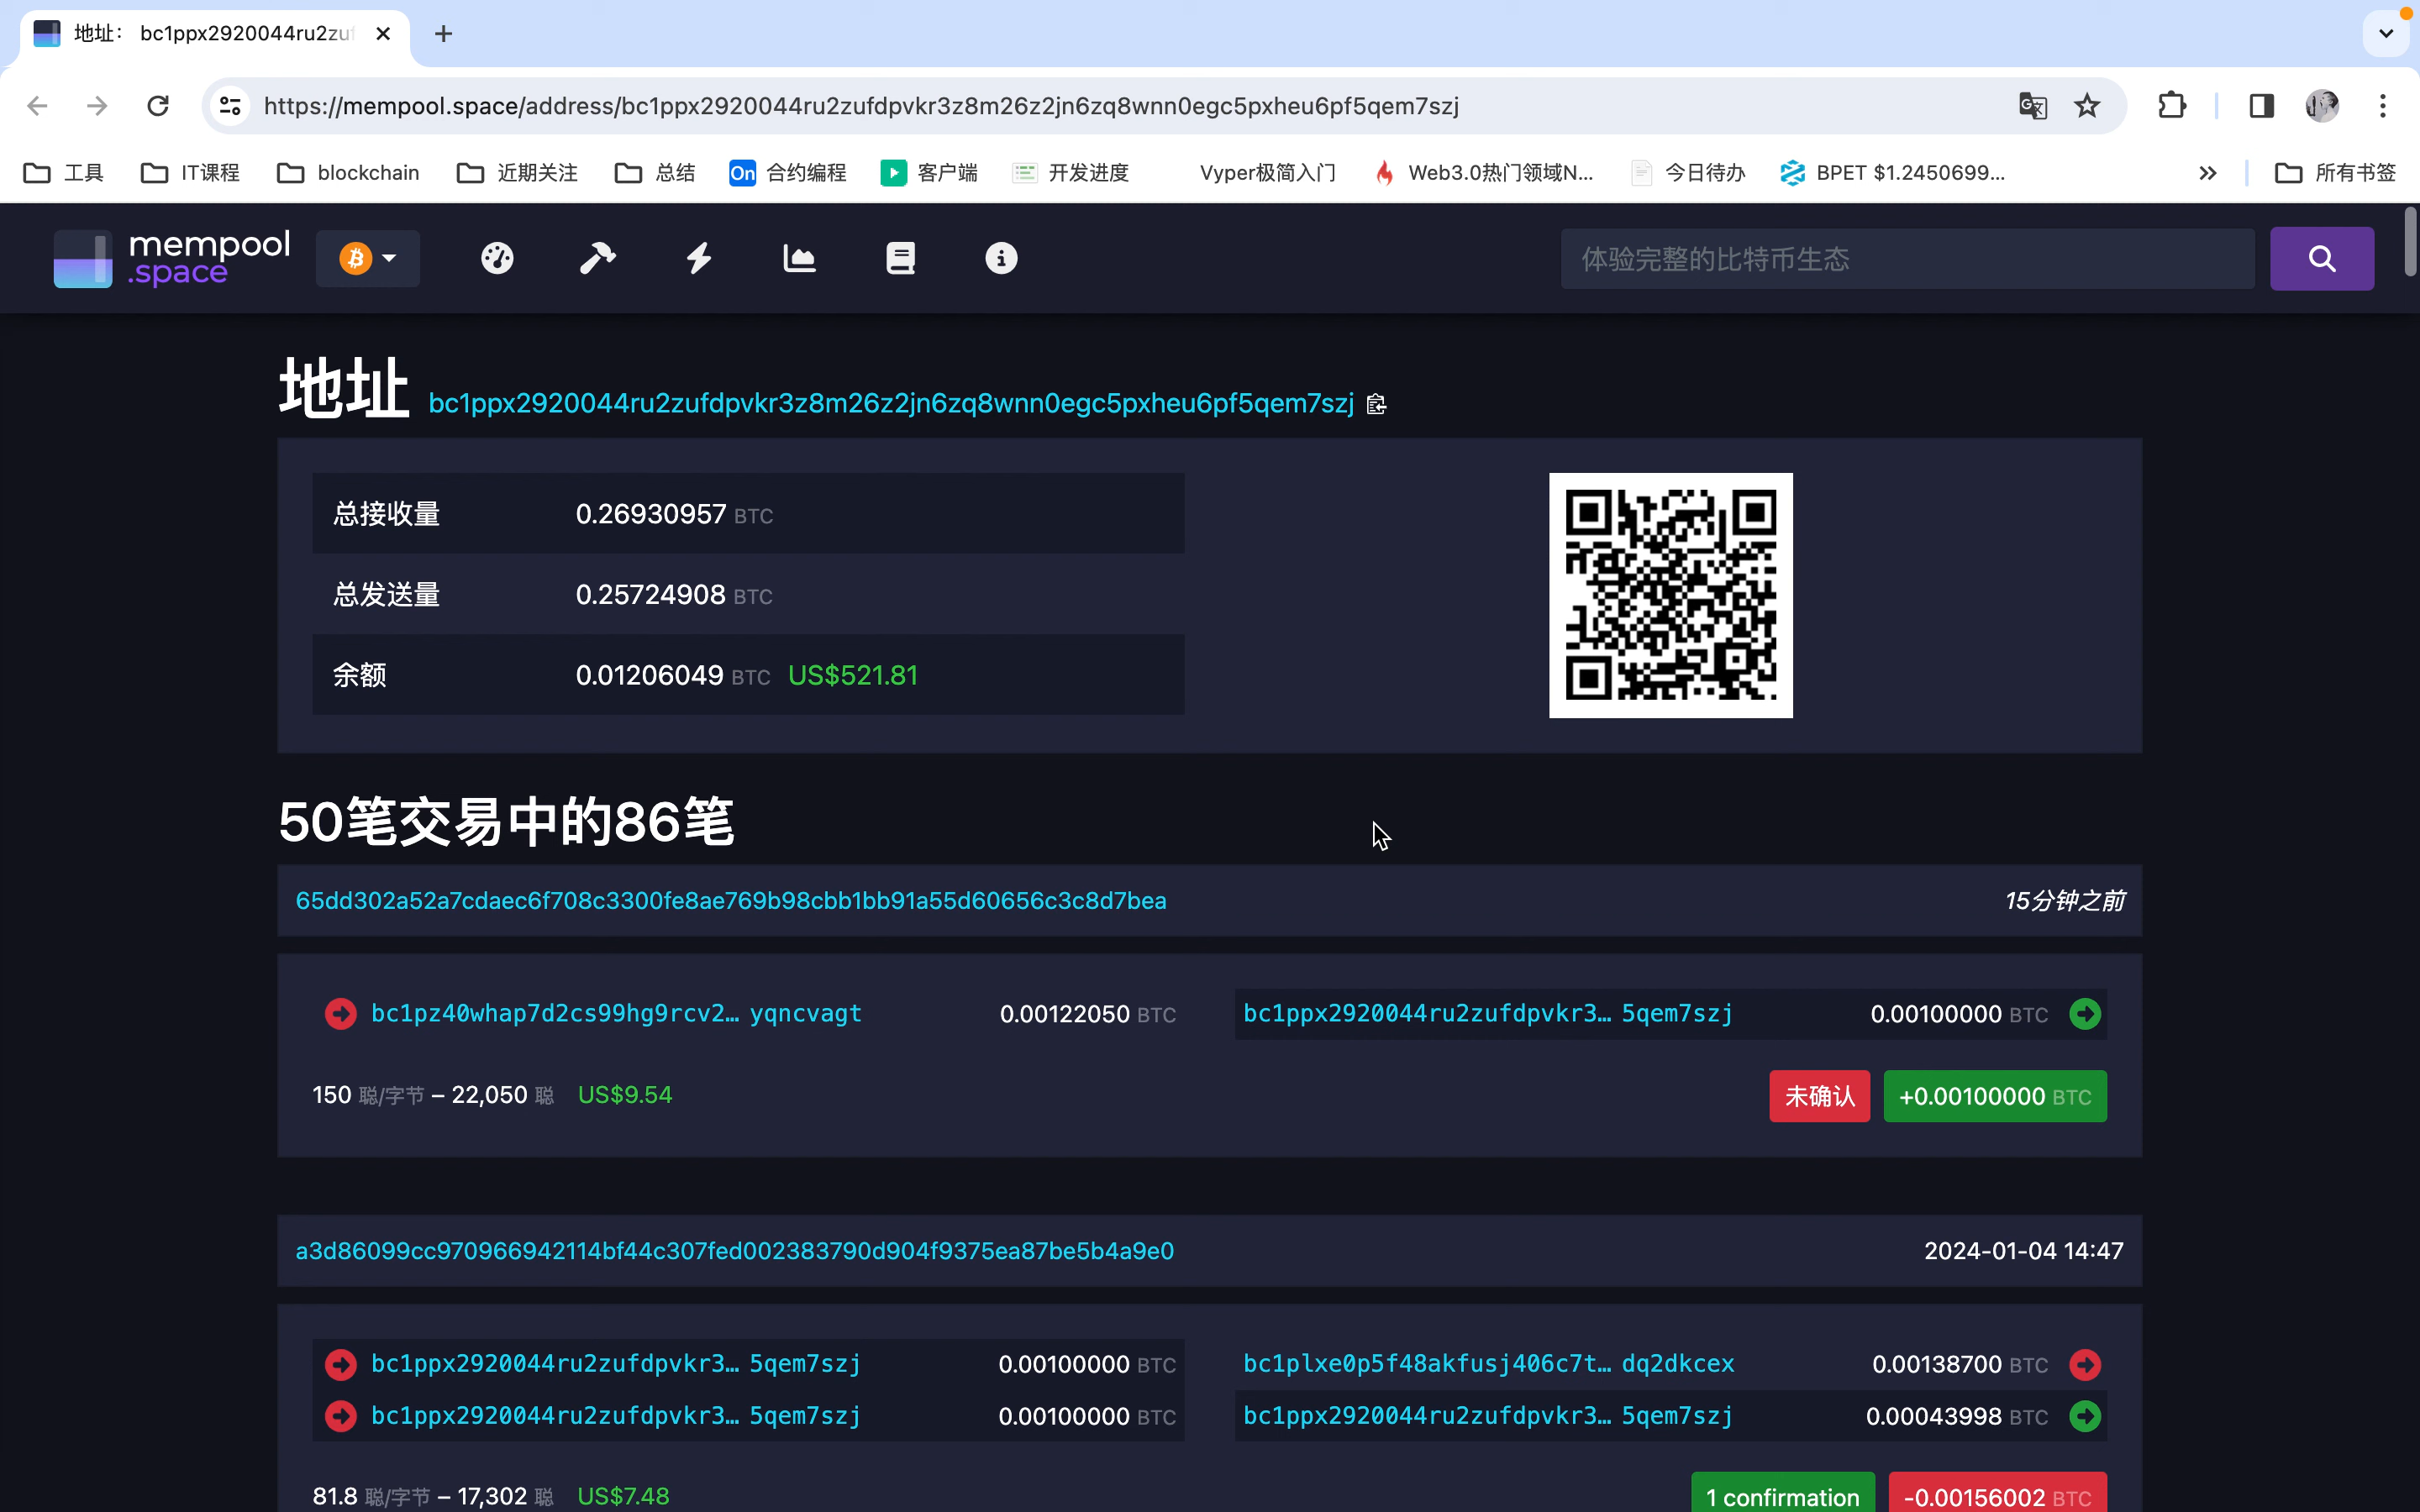 地址： bc1ppx2920044ru2zu
https://mempool.space/address/bc1ppx2920044ru2zufdpvkr3z8m26z2jn6zq8wnn0egc5pxheu6pf5qem7szj
工具 IT课程 blockchain 近期关注 总结 On 合约编程 客户端 开发进度 Vyper极简入门 Web3.0热门领域N... 今日待办 BPET $1.2450699... 所有书签
mempool
.space
体验完整的比特币生态
地址 bc1ppx2920044ru2zufdpvkr3z8m26z2jn6zq8wnn0egc5pxheu6pf5qem7szj
总接收量 0.26930957 BTC
总发送量 0.25724908 BTC
余额 0.01206049 BTC US$521.81
50笔交易中的86笔
65dd302a52a7cdaec6f708c3300fe8ae769b98cbb1bb91a55d60656c3c8d7bea 15分钟之前
bc1pz40whap7d2cs99hg9rcv2… yqncvagt 0.00122050 BTC bc1ppx2920044ru2zufdpvkr3… 5qem7szj 0.00100000 BTC
150 聪/字节 – 22,050 聪 US$9.54 未确认 +0.00100000 BTC
a3d86099cc970966942114bf44c307fed002383790d904f9375ea87be5b4a9e0 2024-01-04 14:47
bc1ppx2920044ru2zufdpvkr3… 5qem7szj 0.00100000 BTC bc1plxe0p5f48akfusj406c7t… dq2dkcex 0.00138700 BTC
bc1ppx2920044ru2zufdpvkr3… 5qem7szj 0.00100000 BTC bc1ppx2920044ru2zufdpvkr3… 5qem7szj 0.00043998 BTC
81.8 聪/字节 – 17,302 聪 US$7.48 1 confirmation -0.00156002 BTC